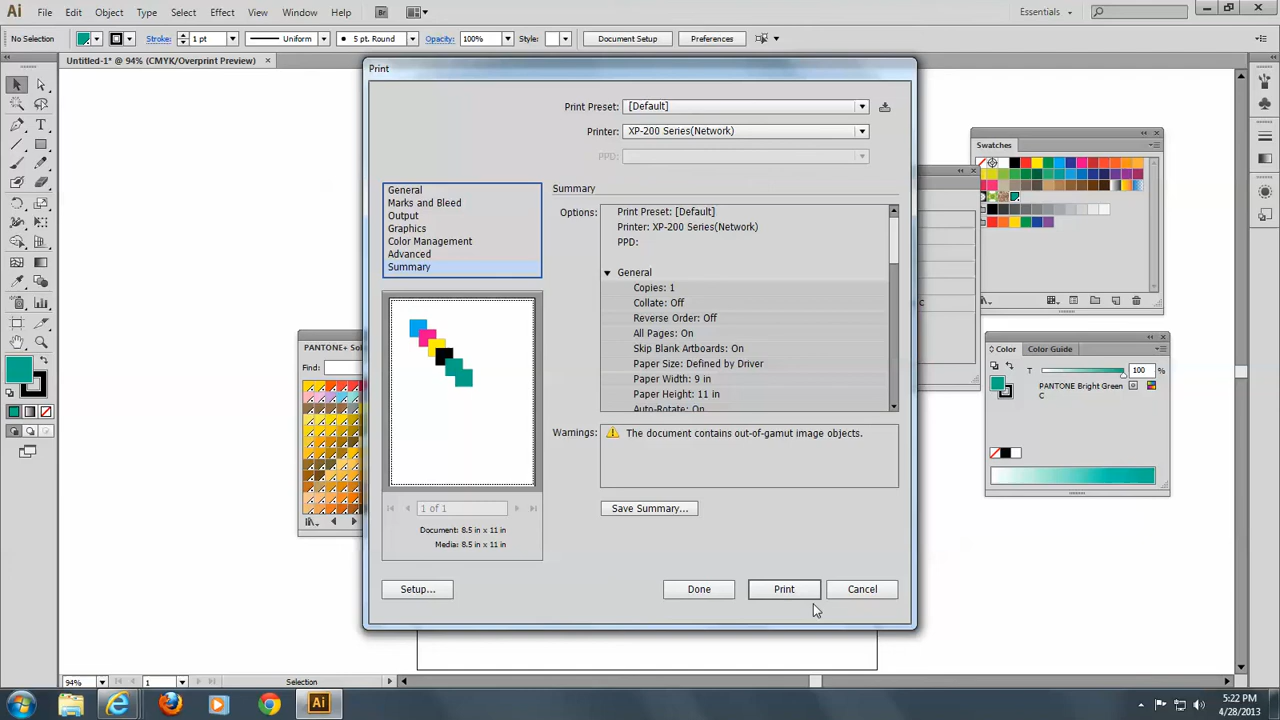 Ai File Edit Object Type Select Effect View Window Help Br Essentials
No Selection Stroke: 1 pt Uniform 5 pt. Round Opacity: 100% Style: Document Setup Preferences
Untitled-1* @ 94% (CMYK/Overprint Preview)
Print
Print Preset: [Default]
Printer: XP-200 Series(Network)
PPD:
General
Marks and Bleed
Output
Graphics
Color Management
Advanced
Summary
Summary
Options:
Print Preset: [Default]
Printer: XP-200 Series(Network)
PPD:
General
Copies: 1
Collate: Off
Reverse Order: Off
All Pages: On
Skip Blank Artboards: On
Paper Size: Defined by Driver
Paper Width: 9 in
Paper Height: 11 in
Auto-Rotate: On
Warnings: The document contains out-of-gamut image objects.
1 of 1
Save Summary...
Document: 8.5 in x 11 in
Media: 8.5 in x 11 in
Setup... Done Print Cancel
PANTONE+ Sol
Find:
Swatches
C
Color Color Guide
T 100 %
PANTONE Bright Green
C
94% 1 Selection
Ai
5:22 PM
4/28/2013